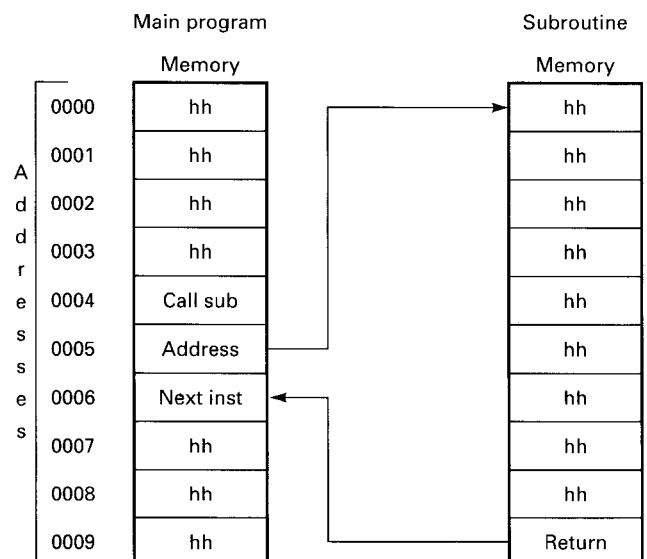 Main program Subroutine
Memory Memory
Addresses
0000 hh hh
0001 hh hh
0002 hh hh
0003 hh hh
0004 Call sub hh
0005 Address hh
0006 Next inst hh
0007 hh hh
0008 hh hh
0009 hh Return